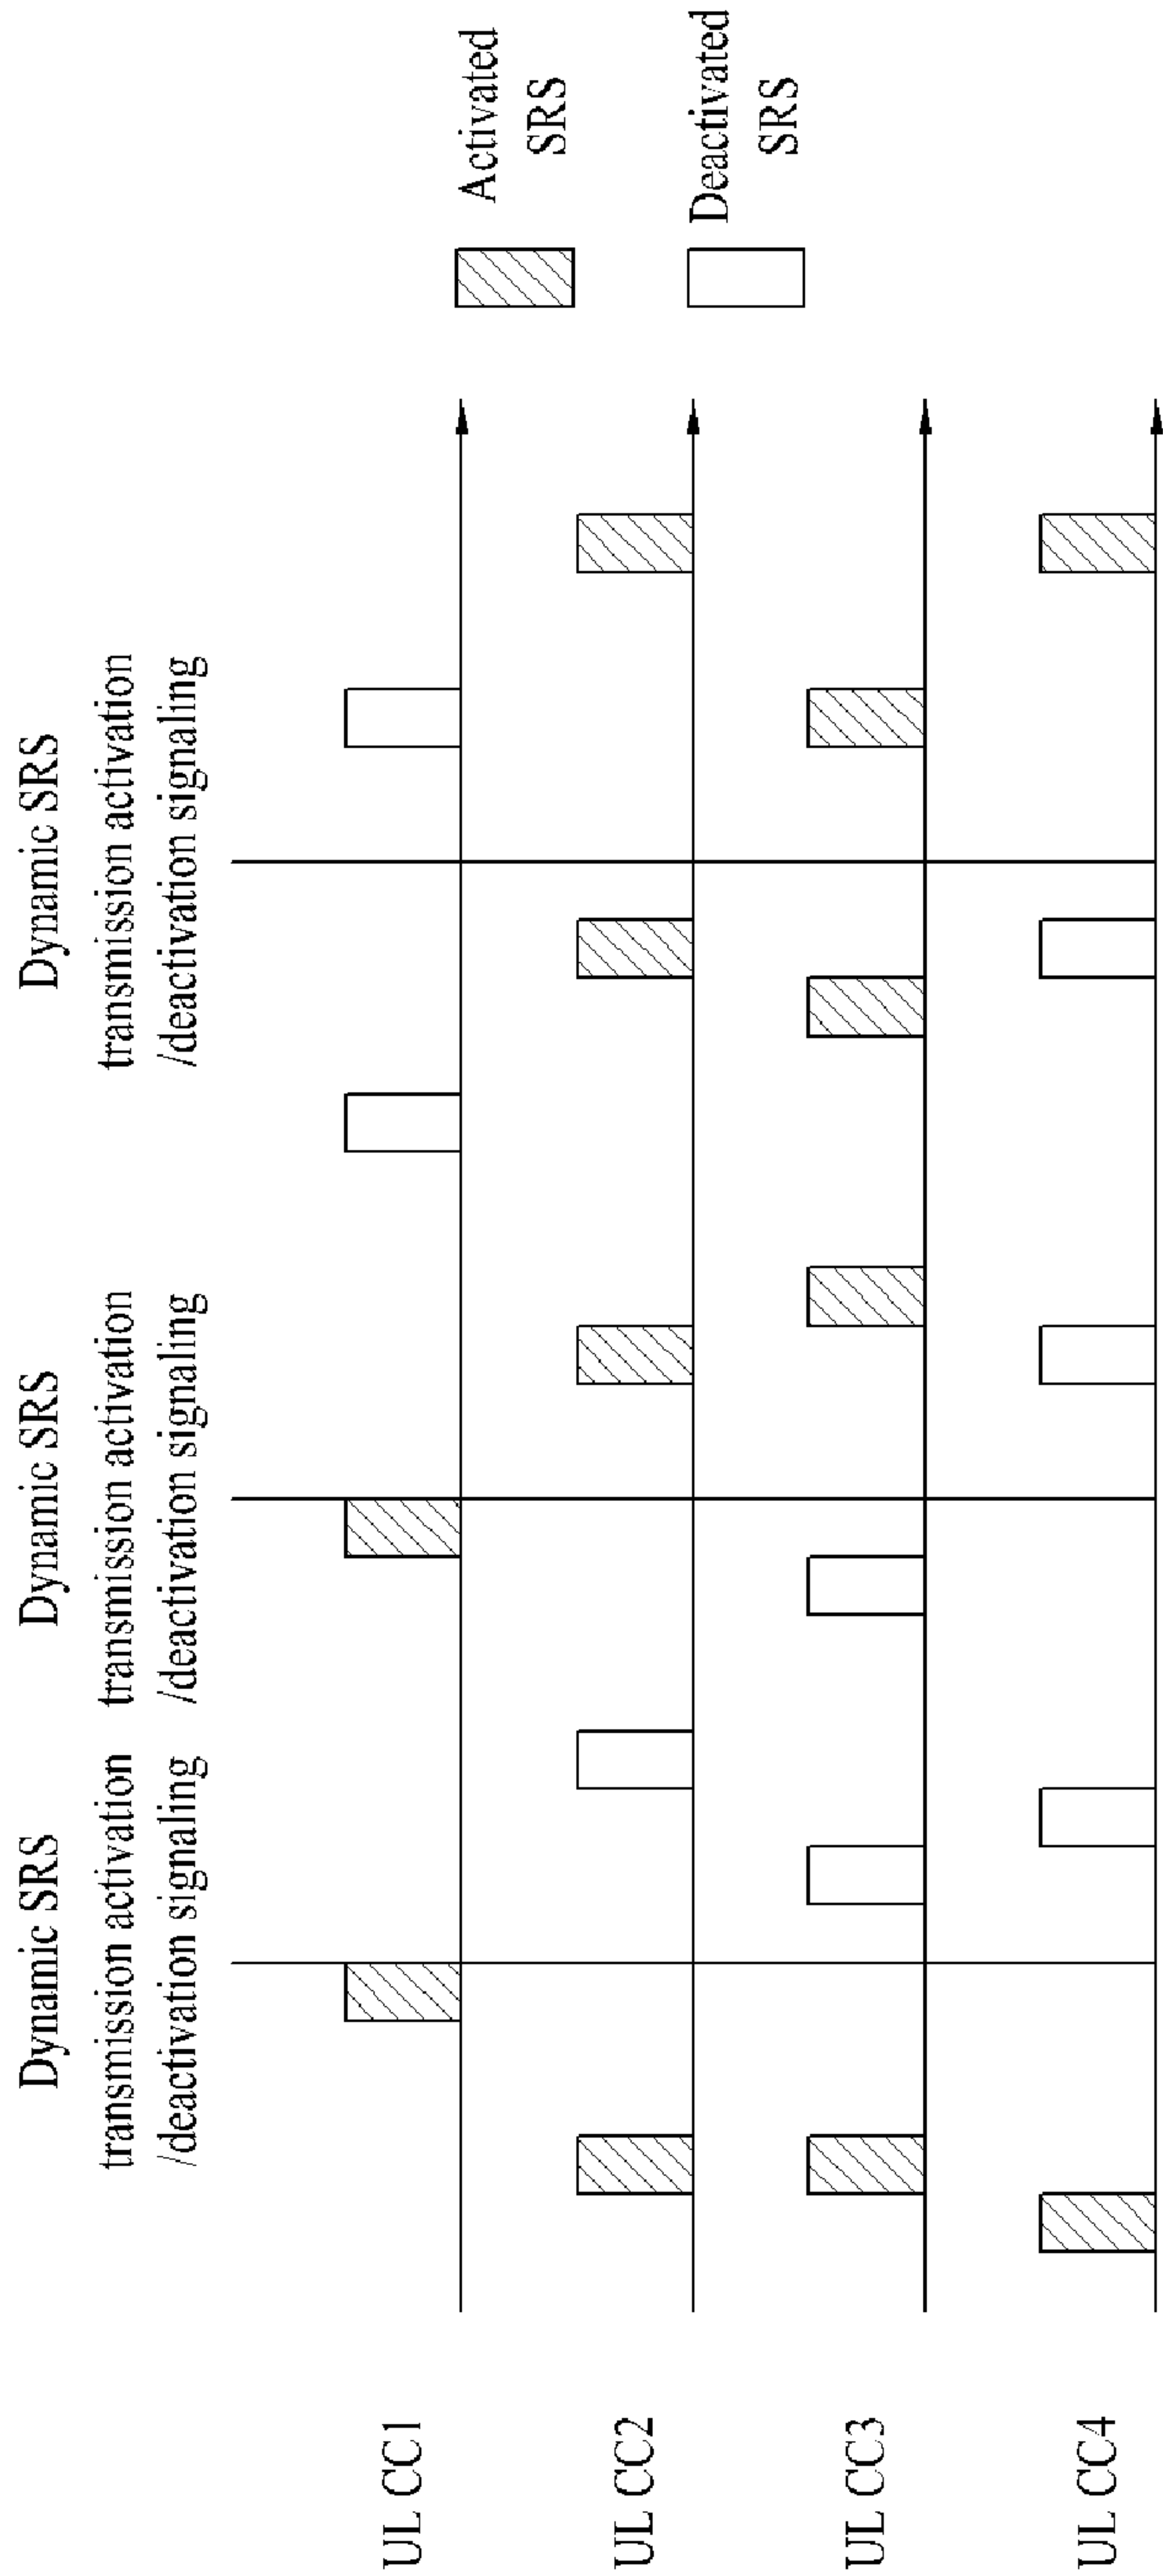 Dynamic SRS
transmission activation
/deactivation signaling
Dynamic SRS
transmission activation
/deactivation signaling
Dynamic SRS
transmission activation
/deactivation signaling
UL CC1
UL CC2
UL CC3
UL CC4
Activated
SRS
Deactivated
SRS